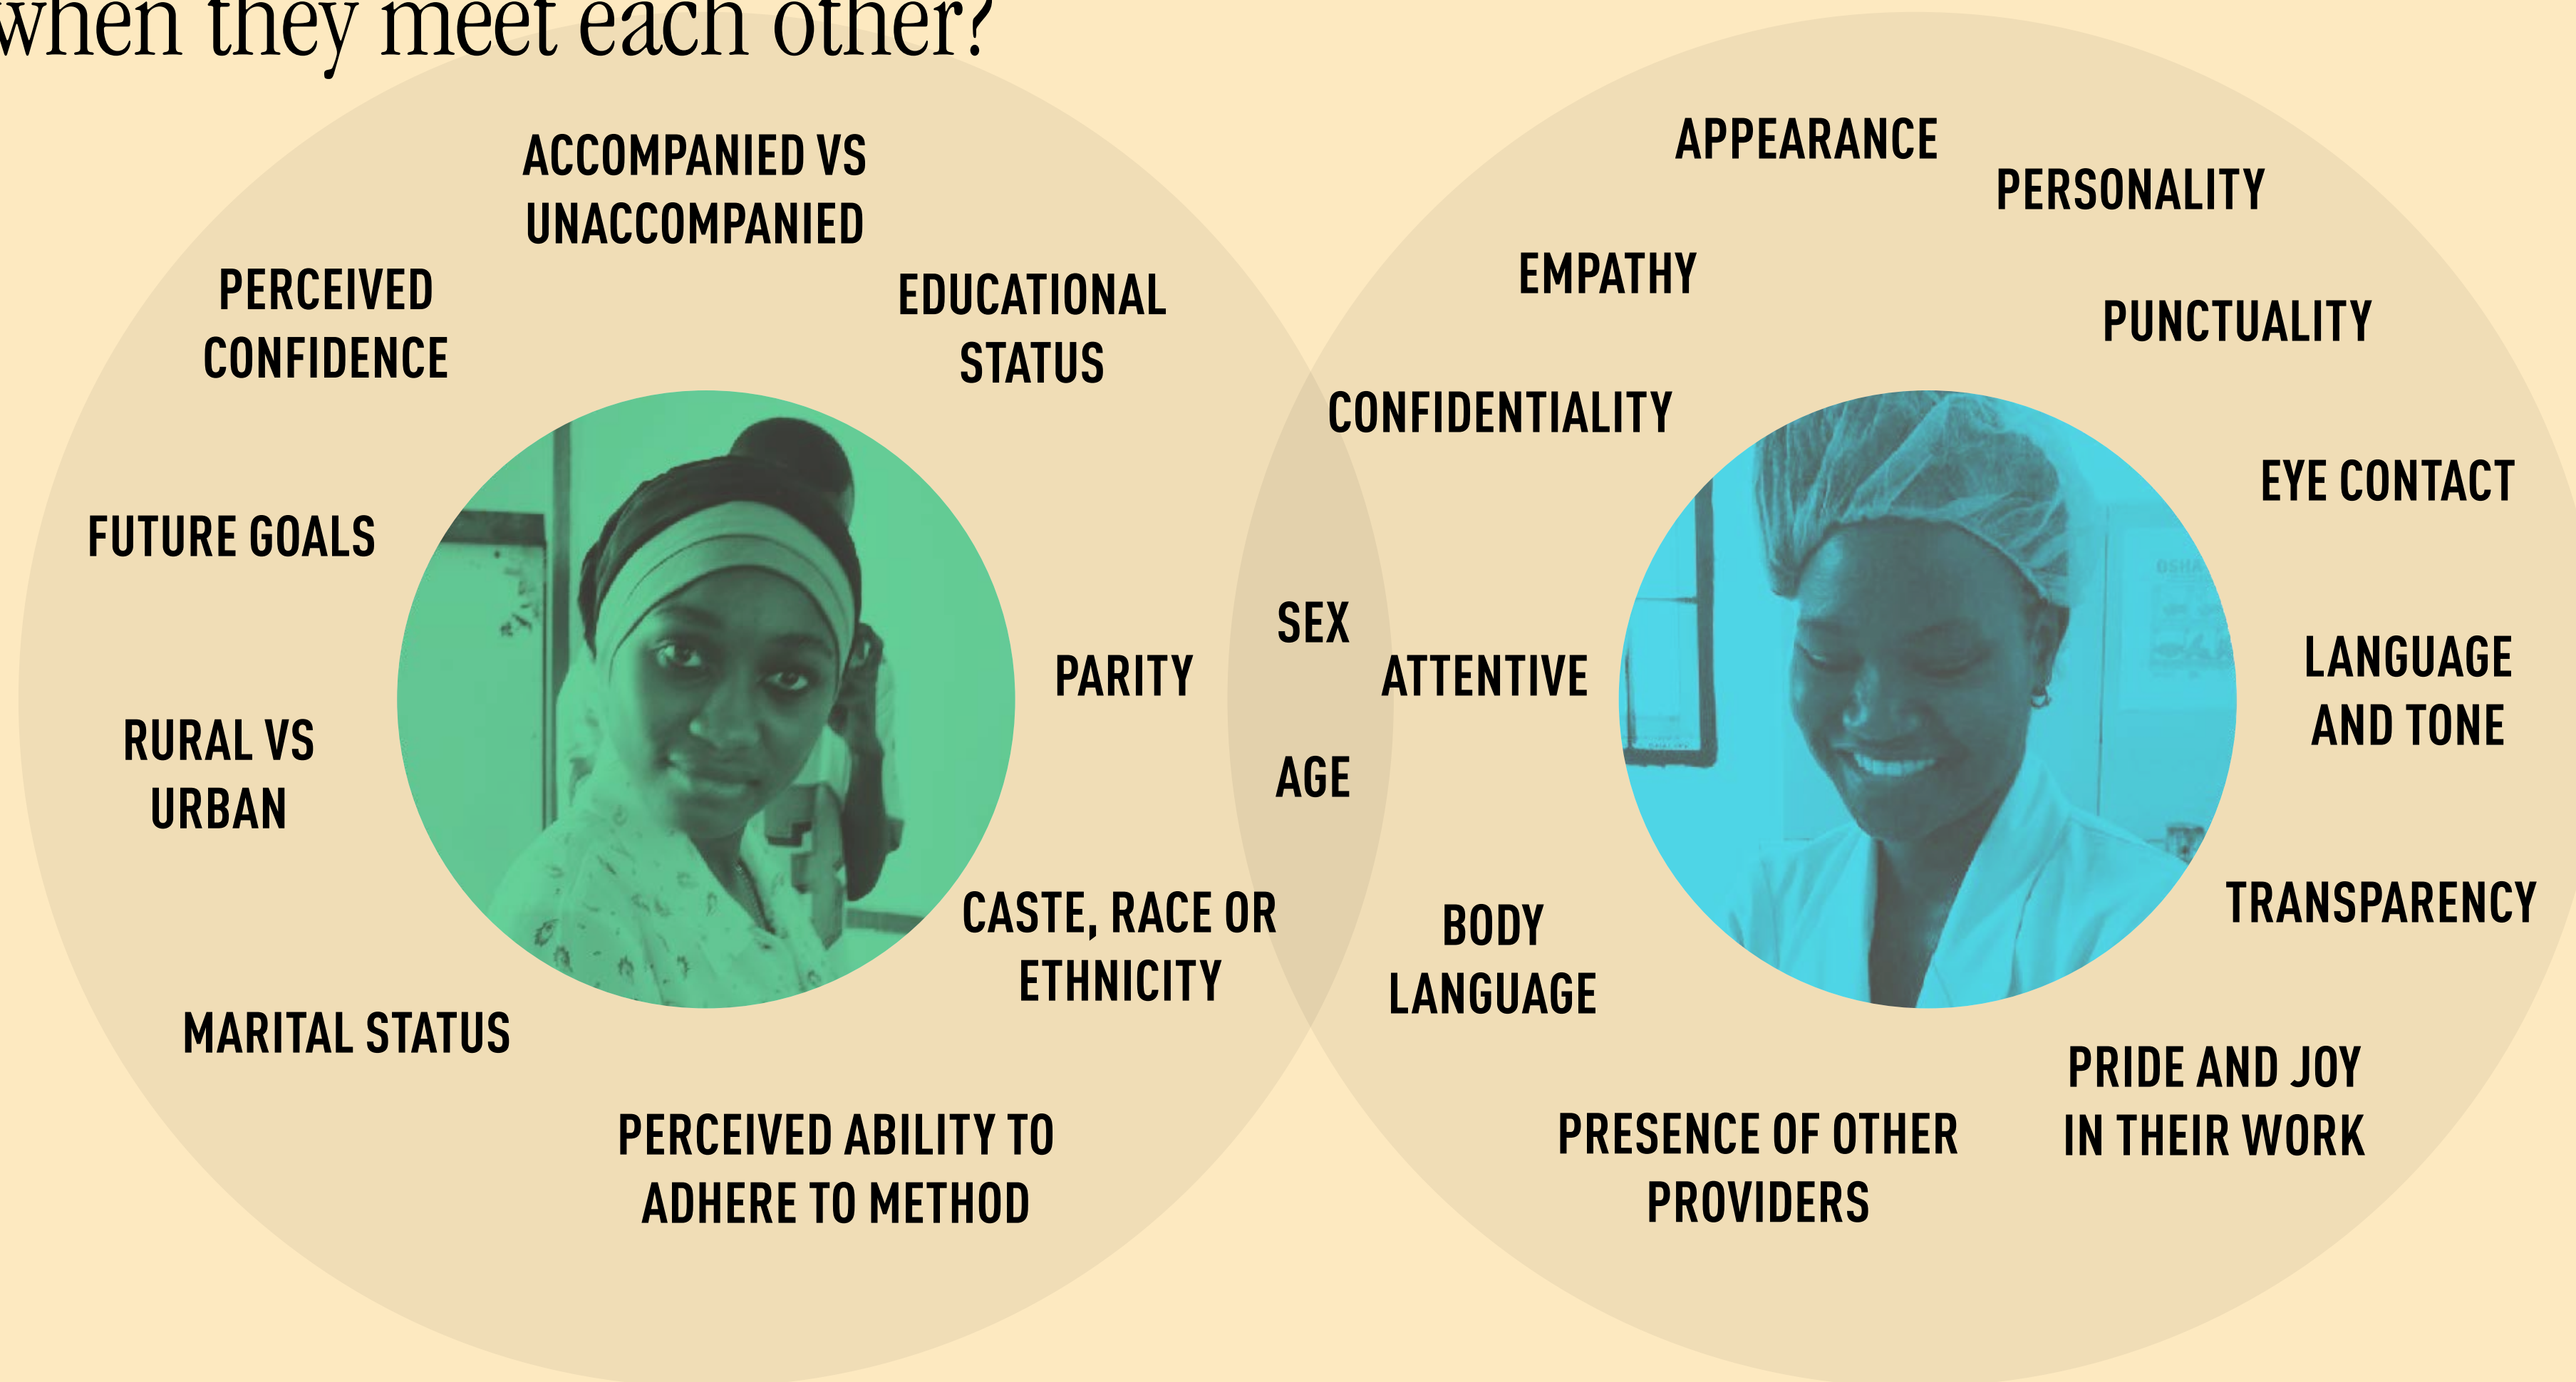 when they meet each other?
ACCOMPANIED VS
UNACCOMPANIED
PERCEIVED
CONFIDENCE
EDUCATIONAL
STATUS
FUTURE GOALS
RURAL VS
URBAN
PARITY
CASTE, RACE OR
ETHNICITY
MARITAL STATUS
PERCEIVED ABILITY TO
ADHERE TO METHOD
SEX
AGE
APPEARANCE
PERSONALITY
EMPATHY
PUNCTUALITY
CONFIDENTIALITY
EYE CONTACT
ATTENTIVE
LANGUAGE
AND TONE
BODY
LANGUAGE
TRANSPARENCY
PRIDE AND JOY
IN THEIR WORK
PRESENCE OF OTHER
PROVIDERS